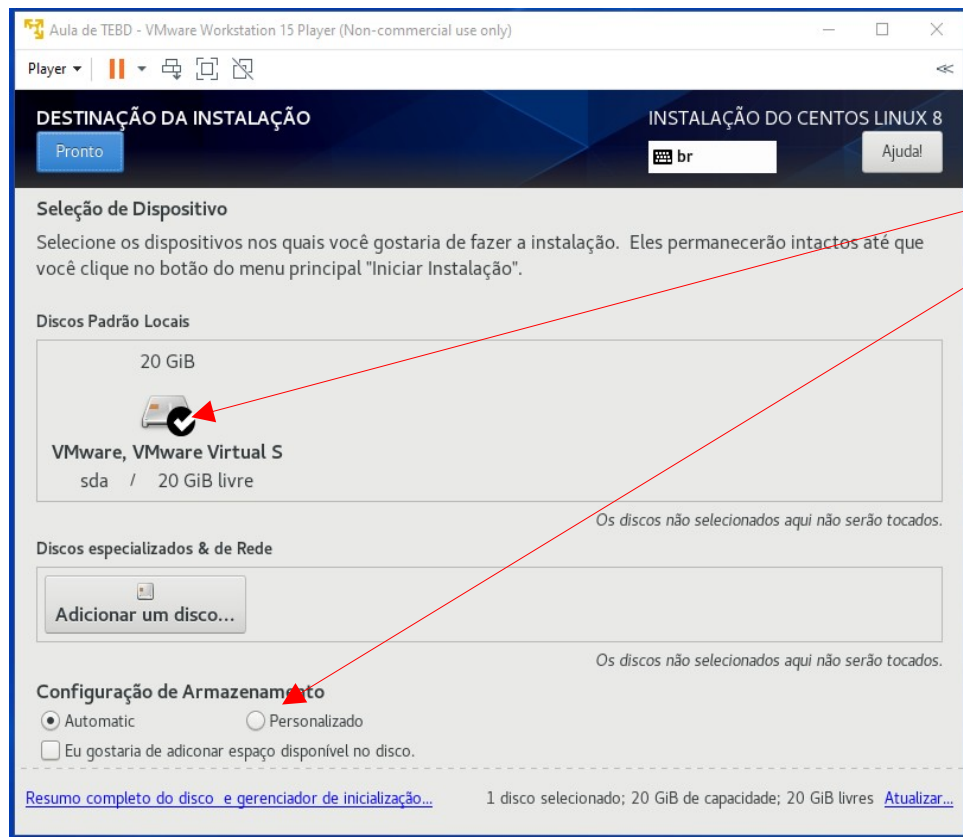 Aula de TEBD - VMware Workstation 15 Player (Non-commercial use only)
Player
DESTINAÇÃO DA INSTALAÇÃO
INSTALAÇÃO DO CENTOS LINUX 8
Pronto
br
Ajuda!
Seleção de Dispositivo
Selecione os dispositivos nos quais você gostaria de fazer a instalação. Eles permanecerão intactos até que
você clique no botão do menu principal "Iniciar Instalação".
Discos Padrão Locais
20 GiB
VMware, VMware Virtual S
sda / 20 GiB livre
Os discos não selecionados aqui não serão tocados.
Discos especializados & de Rede
Adicionar um disco...
Os discos não selecionados aqui não serão tocados.
Configuração de Armazenamento
Automatic Personalizado
Eu gostaria de adiconar espaço disponível no disco.
Resumo completo do disco e gerenciador de inicialização... 1 disco selecionado; 20 GiB de capacidade; 20 GiB livres Atualizar...